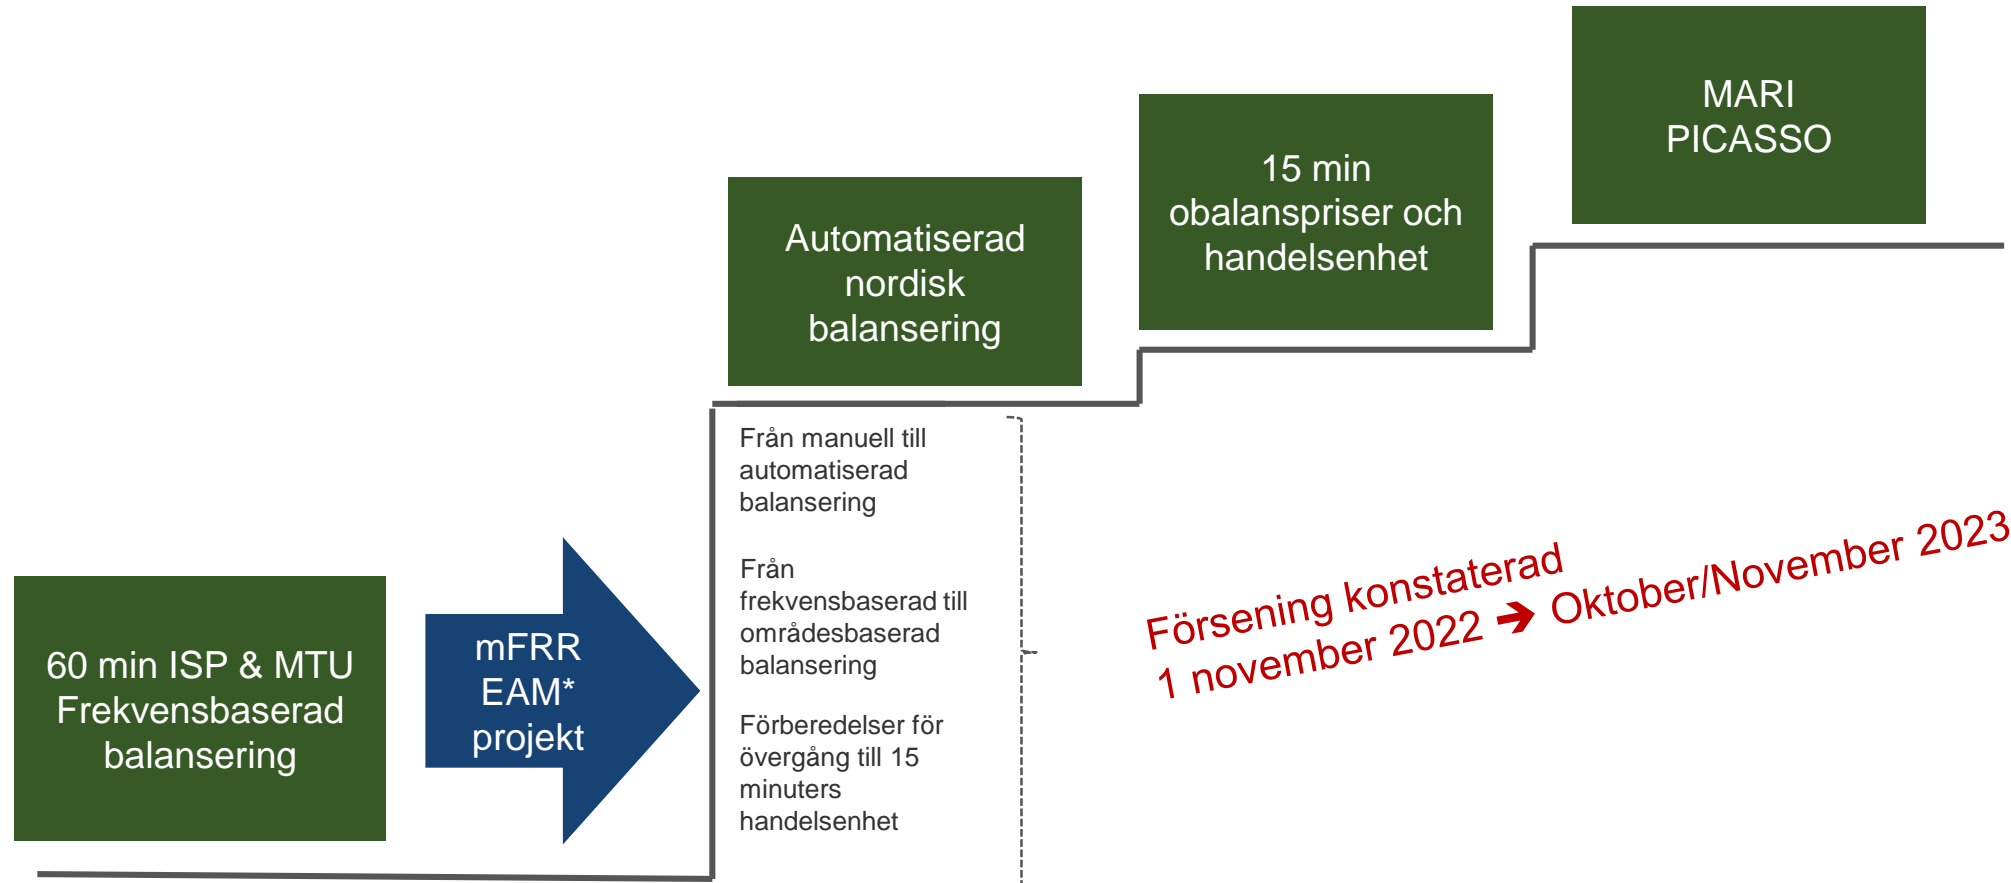 MARI
PICASSO
15 min
obalanspriser och
handelsenhet
Automatiserad
nordisk
balansering
Från manuell till
automatiserad
balansering
Från
frekvensbaserad till
områdesbaserad
balansering
Förberedelser för
övergång till 15
minuters
handelsenhet
60 min ISP & MTU
Frekvensbaserad
balansering
mFRR
EAM*
projekt
Försening konstaterad
1 november 2022 ➔ Oktober/November 2023